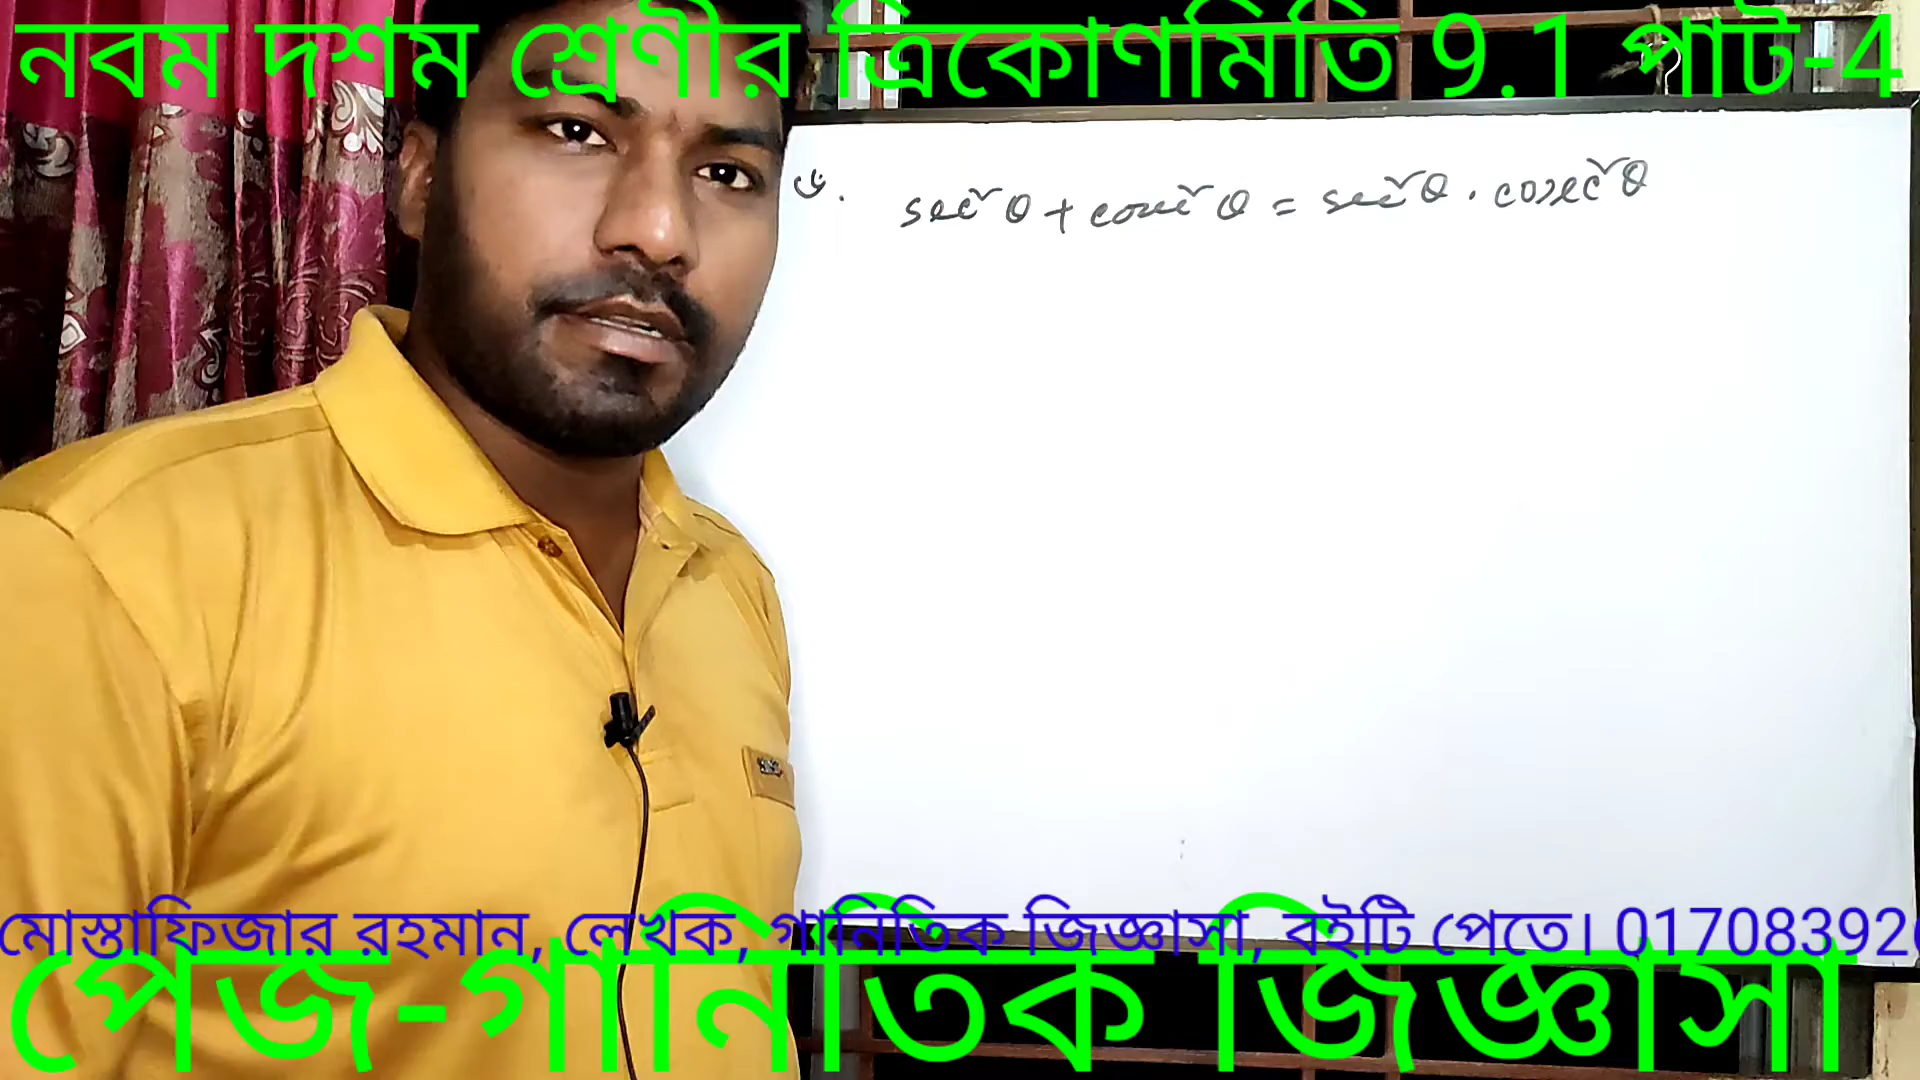 নবম দশম শ্রেণীর ত্রিকোণমিতি 9.1 পার্ট-4
৬. sec²θ + cosec²θ = sec²θ . cosec²θ
মোস্তাফিজার রহমান, লেখক, গানিতিক জিজ্ঞাসা, বইটি পেতে। 01708392
পেজ-গানিতিক জিজ্ঞাসা